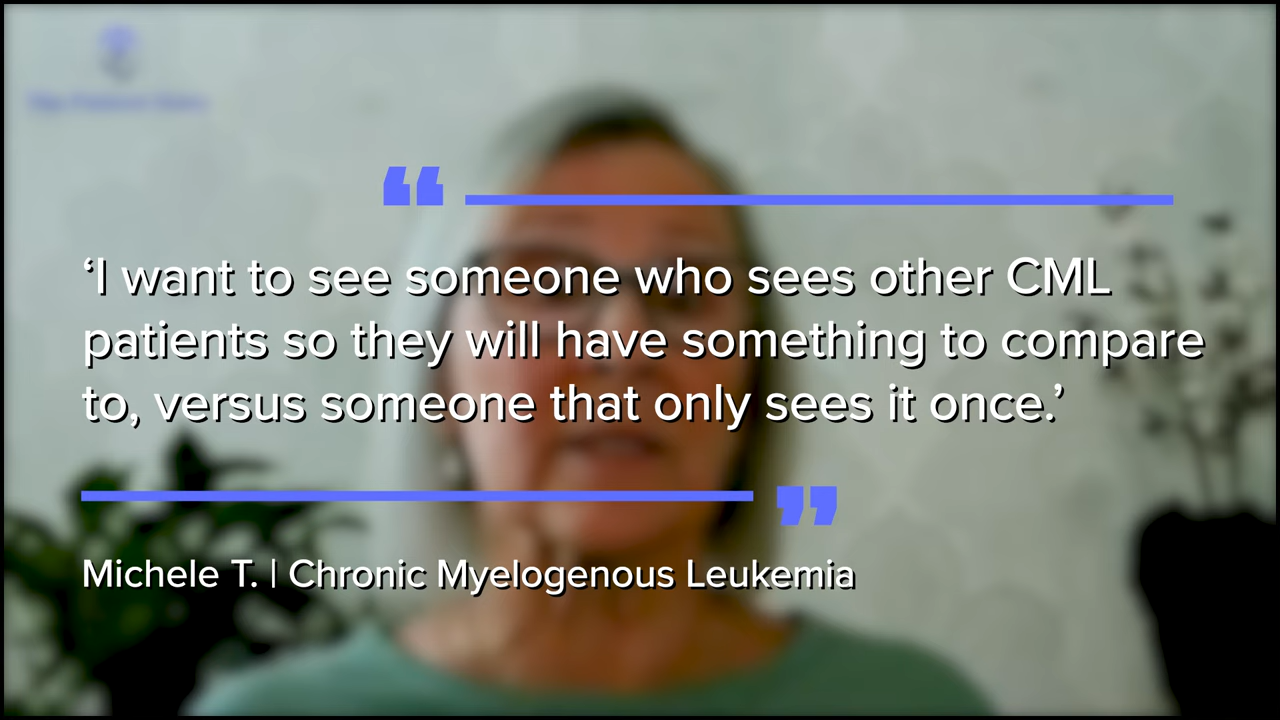 ‘I want to see someone who sees other CML
patients so they will have something to compare
to, versus someone that only sees it once.’
Michele T. | Chronic Myelogenous Leukemia